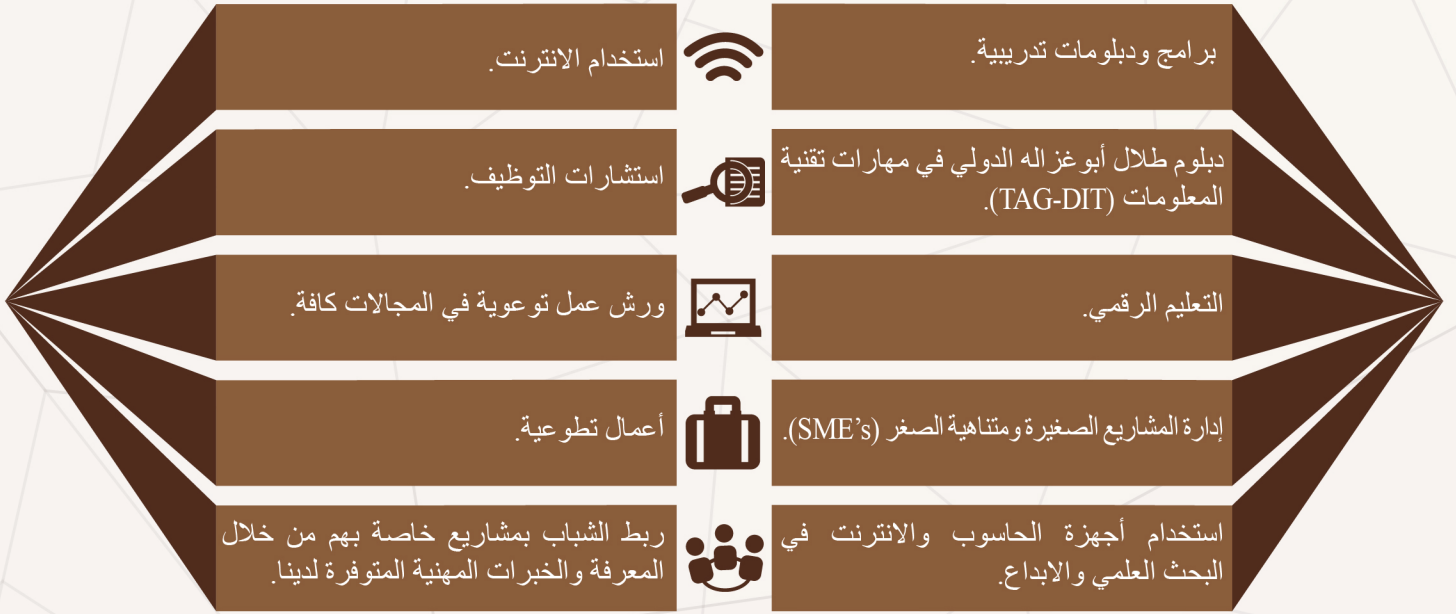 برامج ودبلومات تدريبية.
دبلوم طلال أبوغزاله الدولي في مهارات تقنية
المعلومات (TAG-DIT).
التعليم الرقمي.
إدارة المشاريع الصغيرة ومتناهية الصغر (SME’s).
استخدام أجهزة الحاسوب والانترنت في
البحث العلمي والابداع.
استخدام الانترنت.
استشارات التوظيف.
ورش عمل توعوية في المجالات كافة.
أعمال تطوعية.
ربط الشباب بمشاريع خاصة بهم من خلال
المعرفة والخبرات المهنية المتوفرة لدينا.